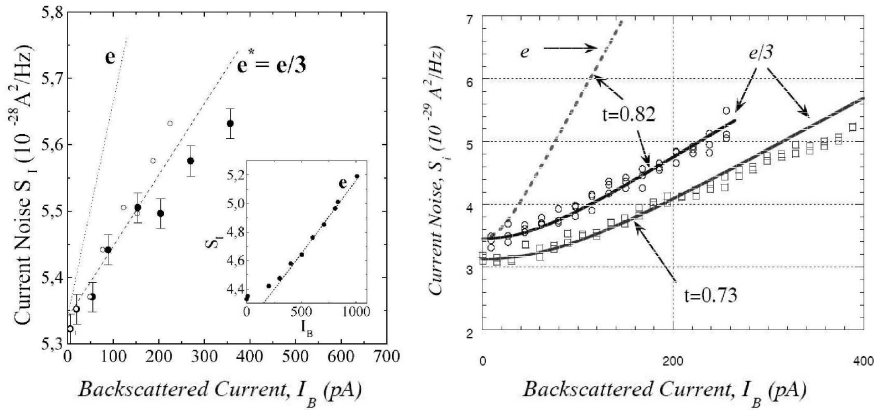 5,8
5,7
5,6
5,5
5,4
5,3
Current Noise S_I (10 ^-28 A^2/Hz)
e
e^* = e/3
0 100 200 300 400 500 600 700
Backscattered Current, I_B (pA)
5,2
5,0
4,8
4,6
4,4
S_I
e
0 500 1000
I_B
7
6
5
4
3
2
Current Noise, S_i (10^-29 A^2/Hz)
e
e/3
t=0.82
t=0.73
0 200 400
Backscattered Current, I_B (pA)